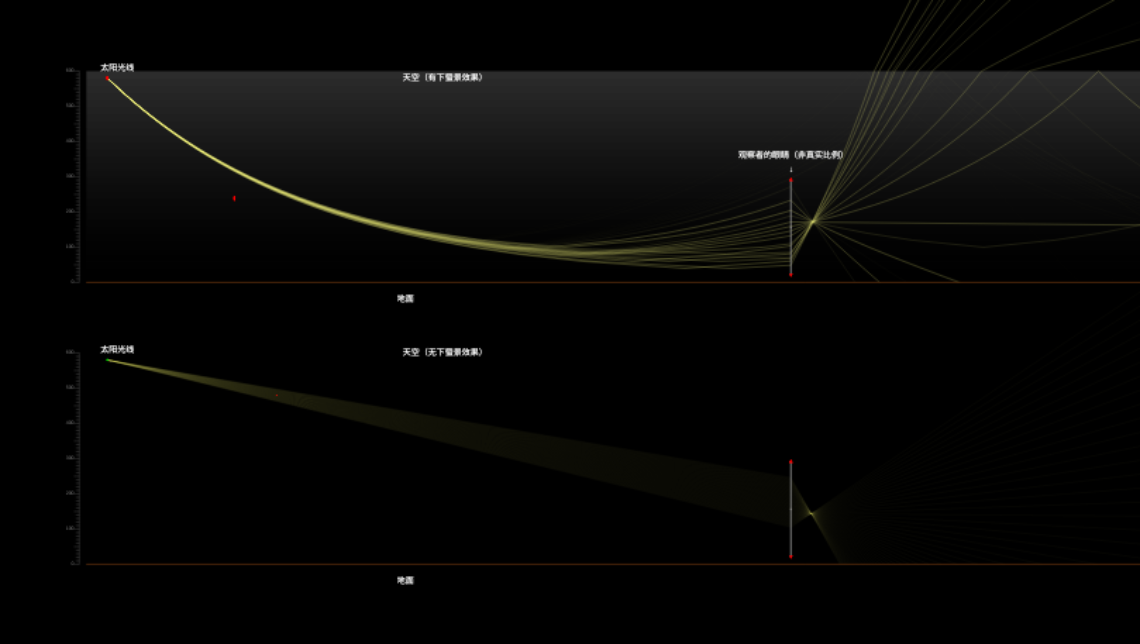 太阳光线
天空（有下蜃景效果）
观察者的眼睛（非真实比例）
↓
地面
太阳光线
天空（无下蜃景效果）
地面